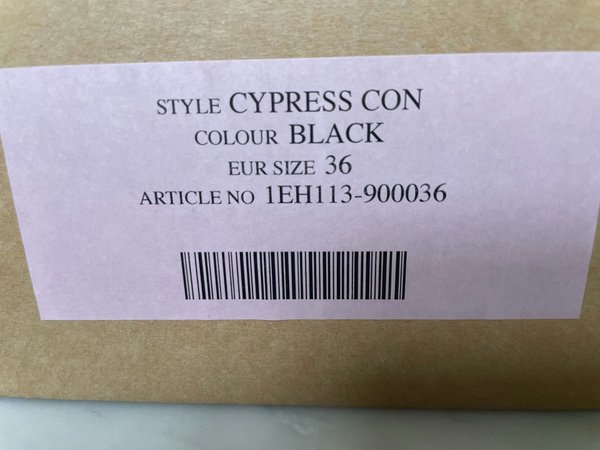 STYLE CYPRESS CON
COLOUR BLACK
EUR SIZE 36
ARTICLE NO 1EH113-900036